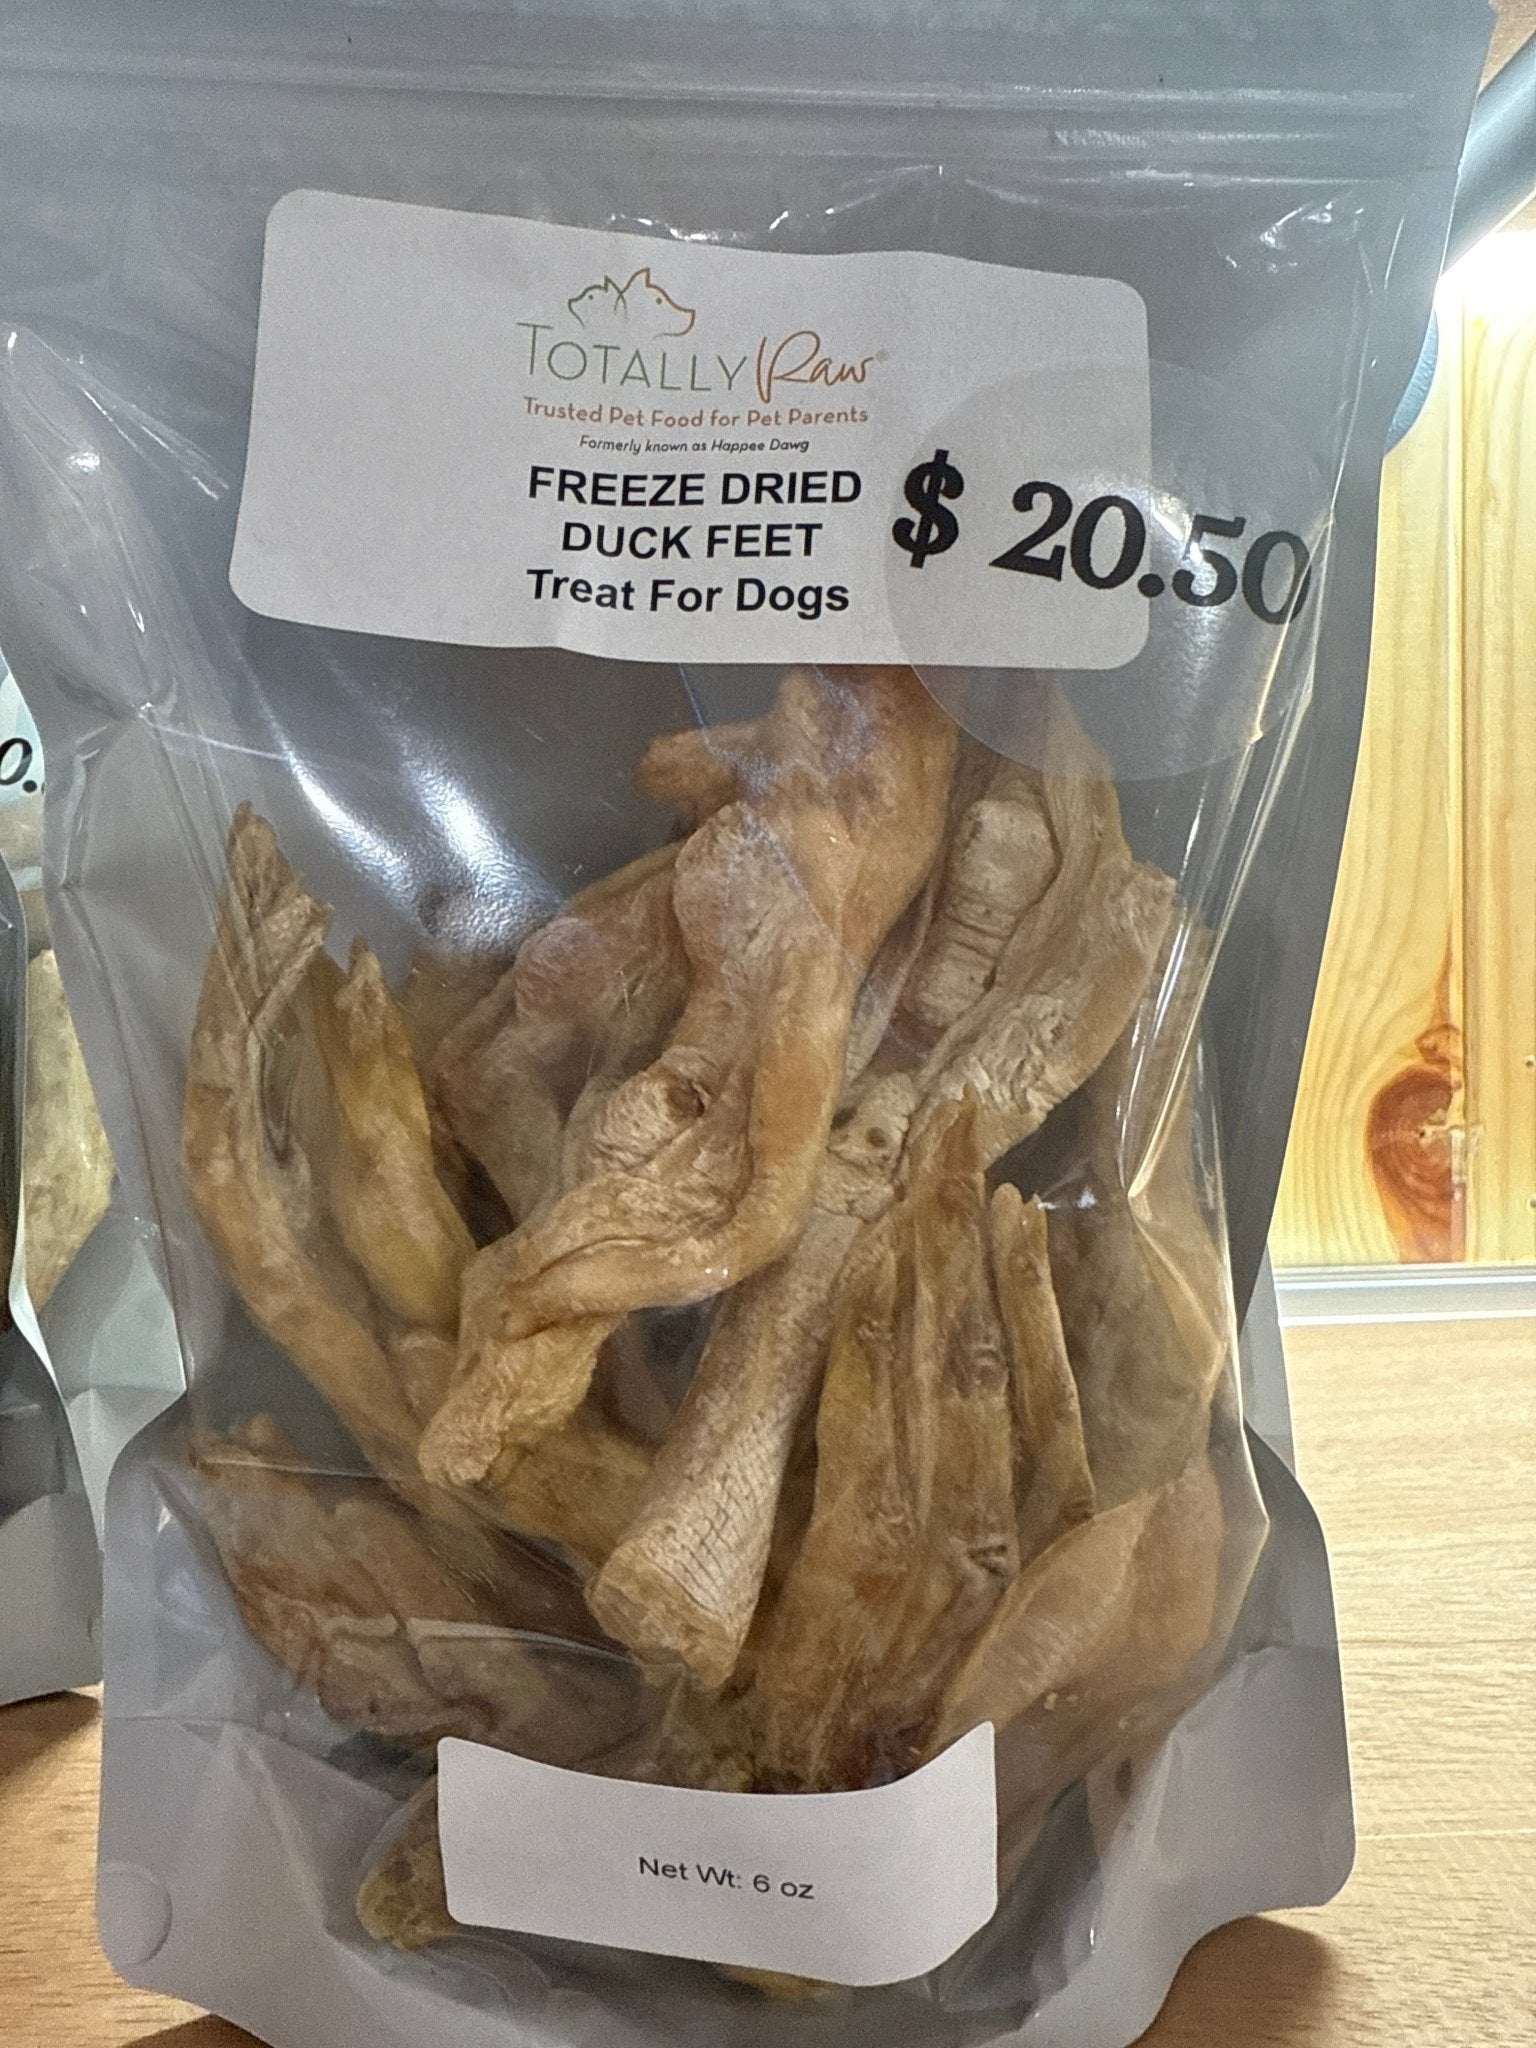 TOTALLY Raw®
Trusted Pet Food for Pet Parents
Formerly known as Happee Dawg
FREEZE DRIED
DUCK FEET
Treat For Dogs
$ 20.50
0.
Net Wt: 6 oz